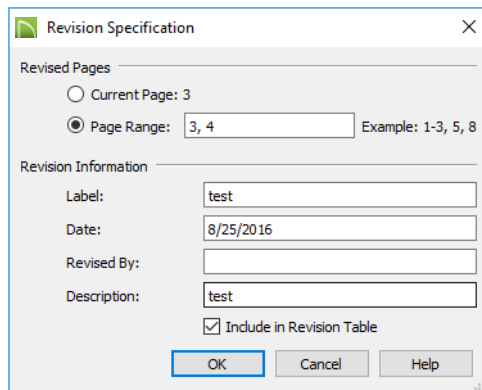 Revision Specification
Revised Pages
Current Page: 3
Page Range: 3, 4 Example: 1-3, 5, 8
Revision Information
Label: test
Date: 8/25/2016
Revised By:
Description: test
Include in Revision Table
OK Cancel Help